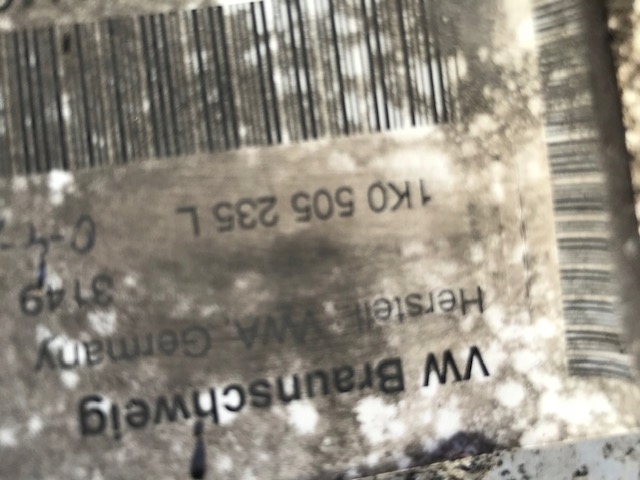 VW Braunschweig
Herstell. VWA, Germany
3149
1K0 505 235 L